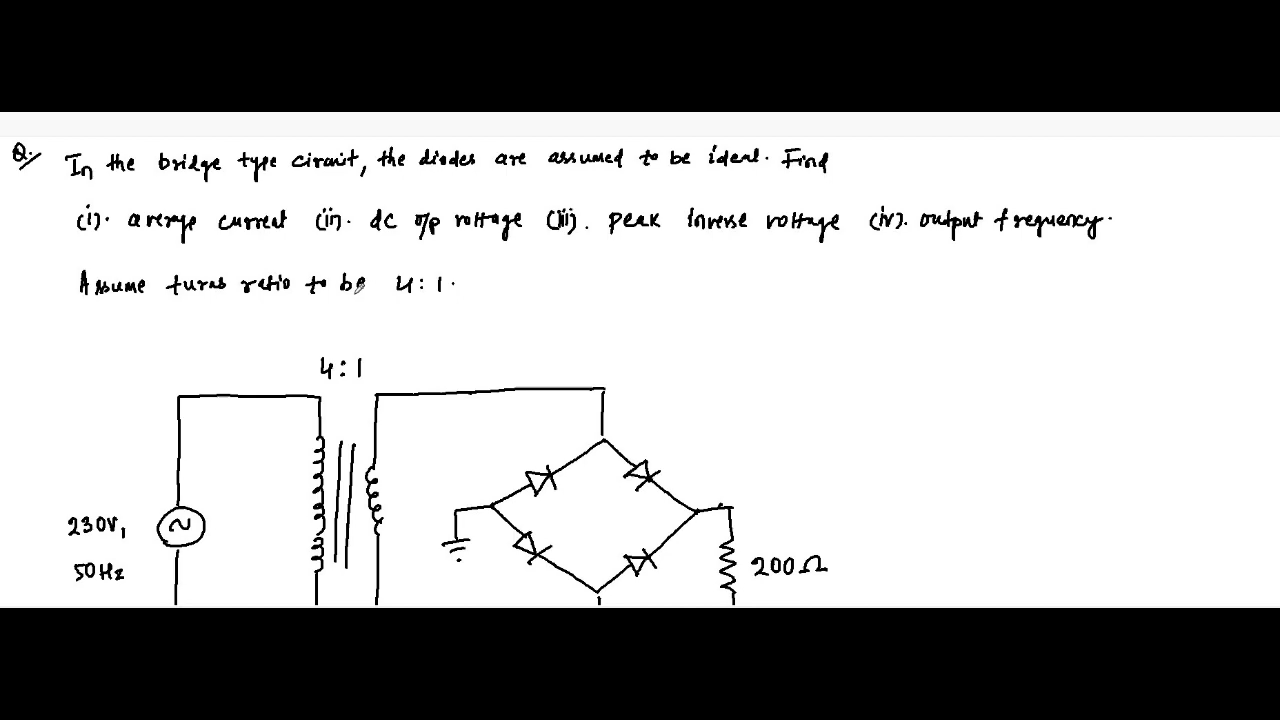 Q. In the bridge type circuit, the diodes are assumed to be ideal. Find
(i). average current (ii). dc o/p voltage (iii). peak inverse voltage (iv). output frequency.
Assume turns ratio to be 4:1.
4:1
230V,
50Hz
200Ω